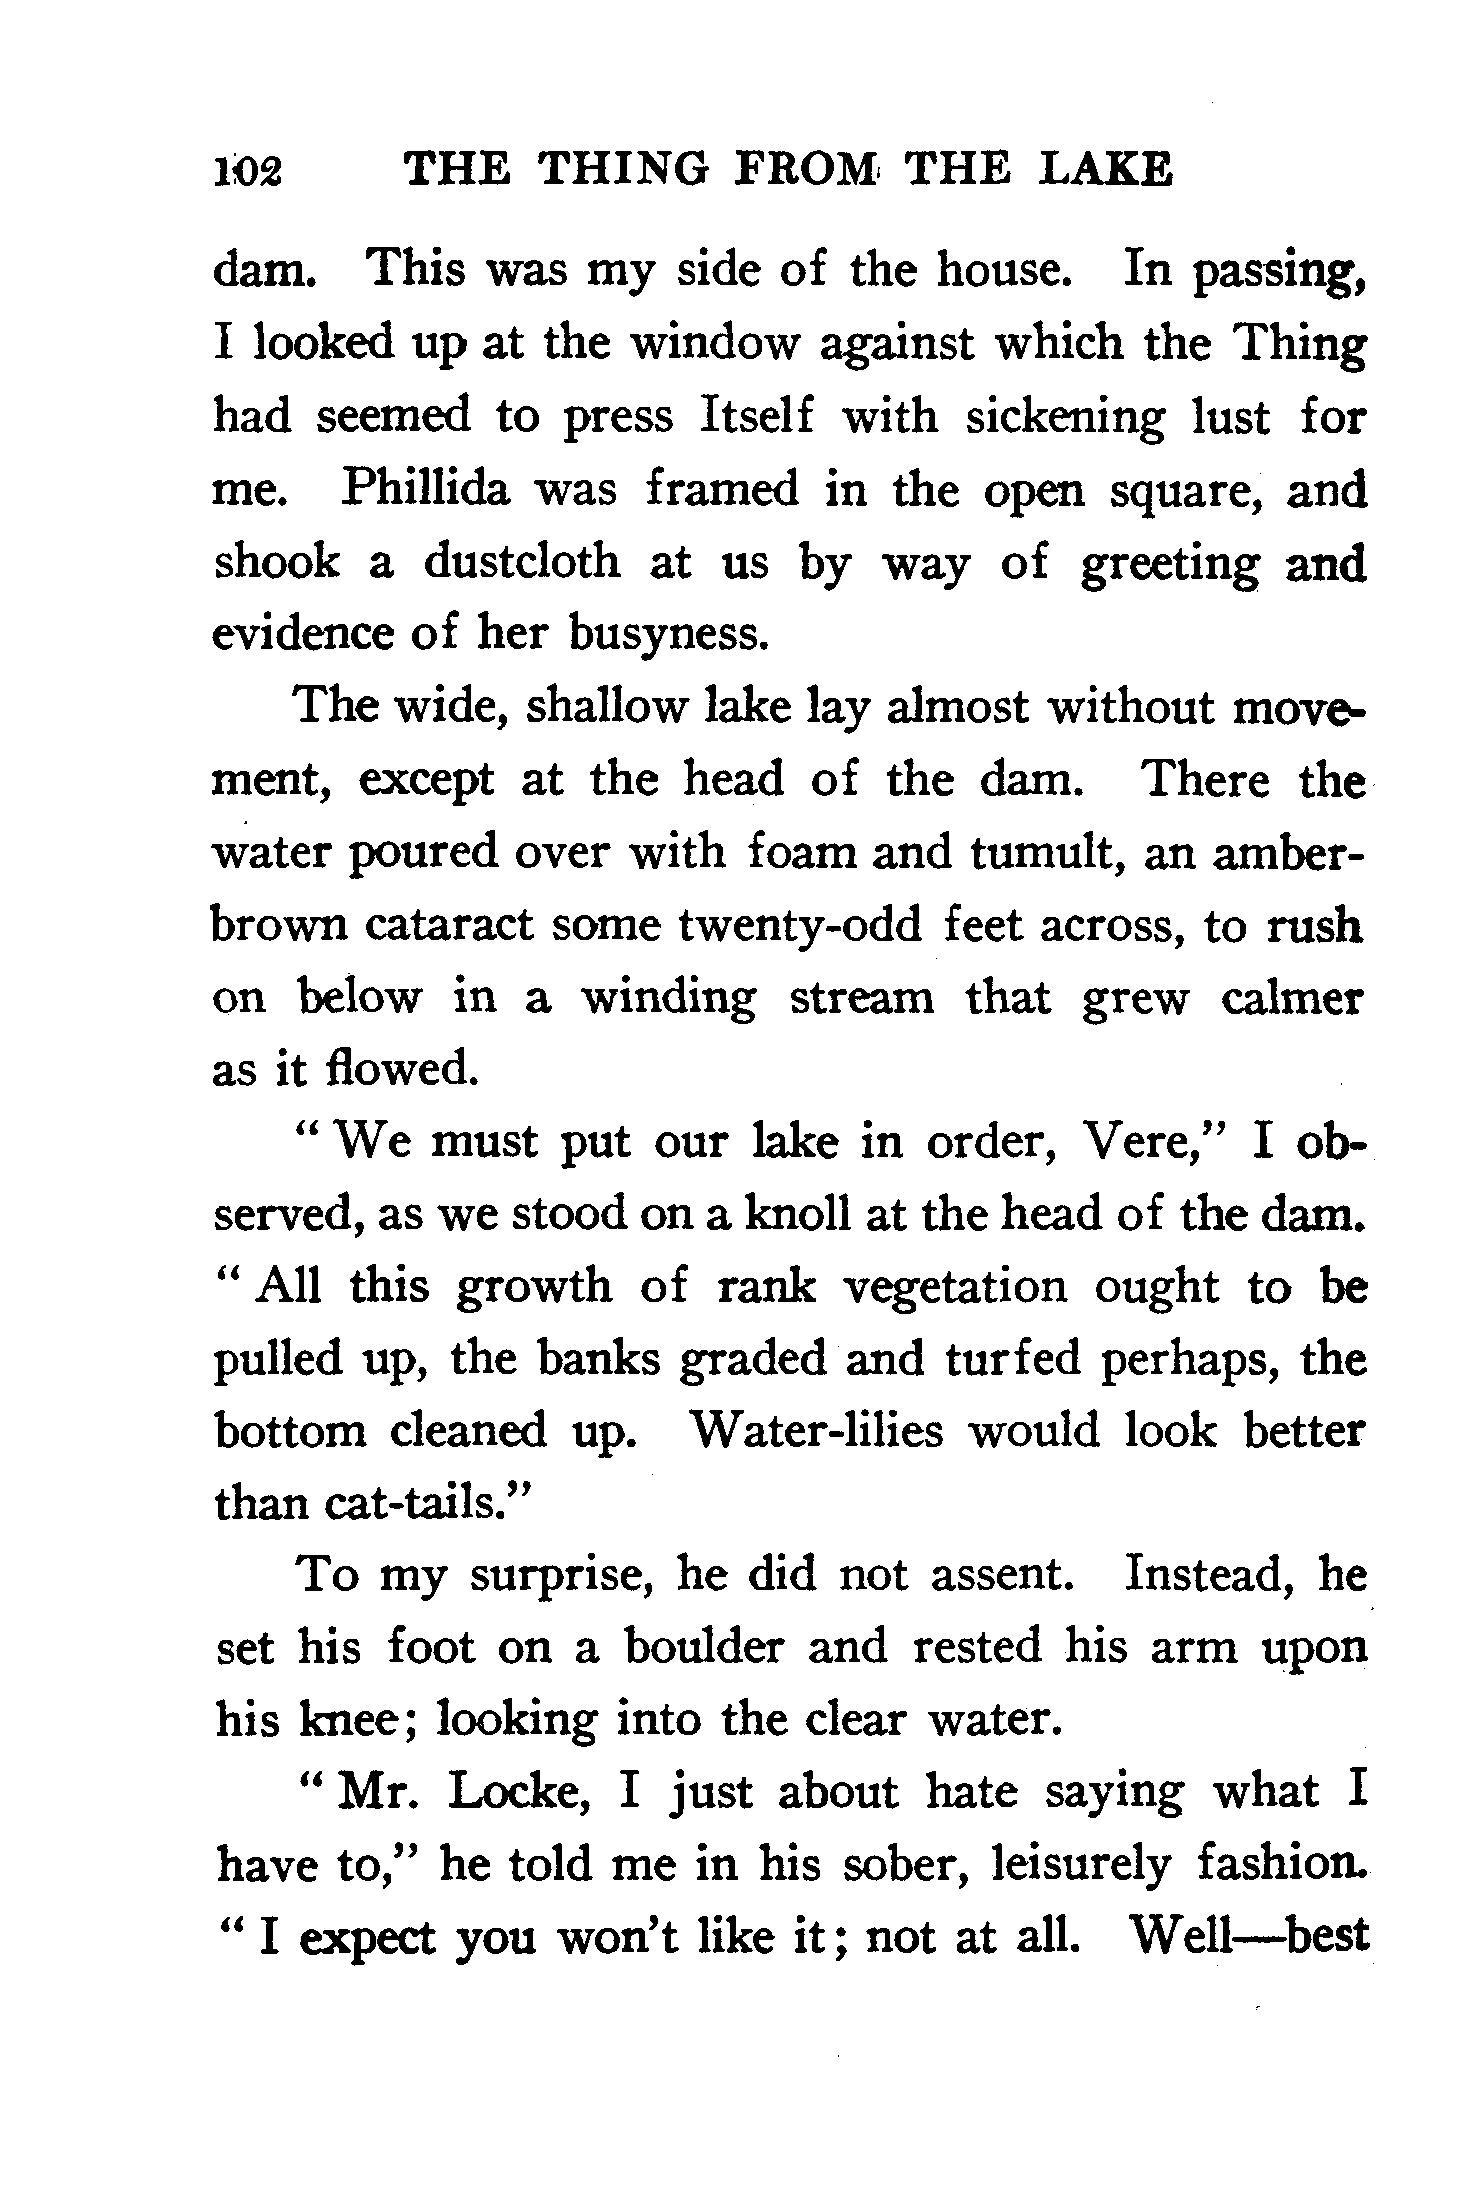 102 THE THING FROM THE LAKE
dam. This was my side of the house. In passing,
I looked up at the window against which the Thing
had seemed to press Itself with sickening lust for
me. Phillida was framed in the open square, and
shook a dustcloth at us by way of greeting and
evidence of her busyness.
The wide, shallow lake lay almost without move-
ment, except at the head of the dam. There the
water poured over with foam and tumult, an amber-
brown cataract some twenty-odd feet across, to rush
on below in a winding stream that grew calmer
as it flowed.
“ We must put our lake in order, Vere,” I ob-
served, as we stood on a knoll at the head of the dam.
“ All this growth of rank vegetation ought to be
pulled up, the banks graded and turfed perhaps, the
bottom cleaned up. Water-lilies would look better
than cat-tails.”
To my surprise, he did not assent. Instead, he
set his foot on a boulder and rested his arm upon
his knee; looking into the clear water.
“ Mr. Locke, I just about hate saying what I
have to,” he told me in his sober, leisurely fashion.
“ I expect you won’t like it; not at all. Well—best